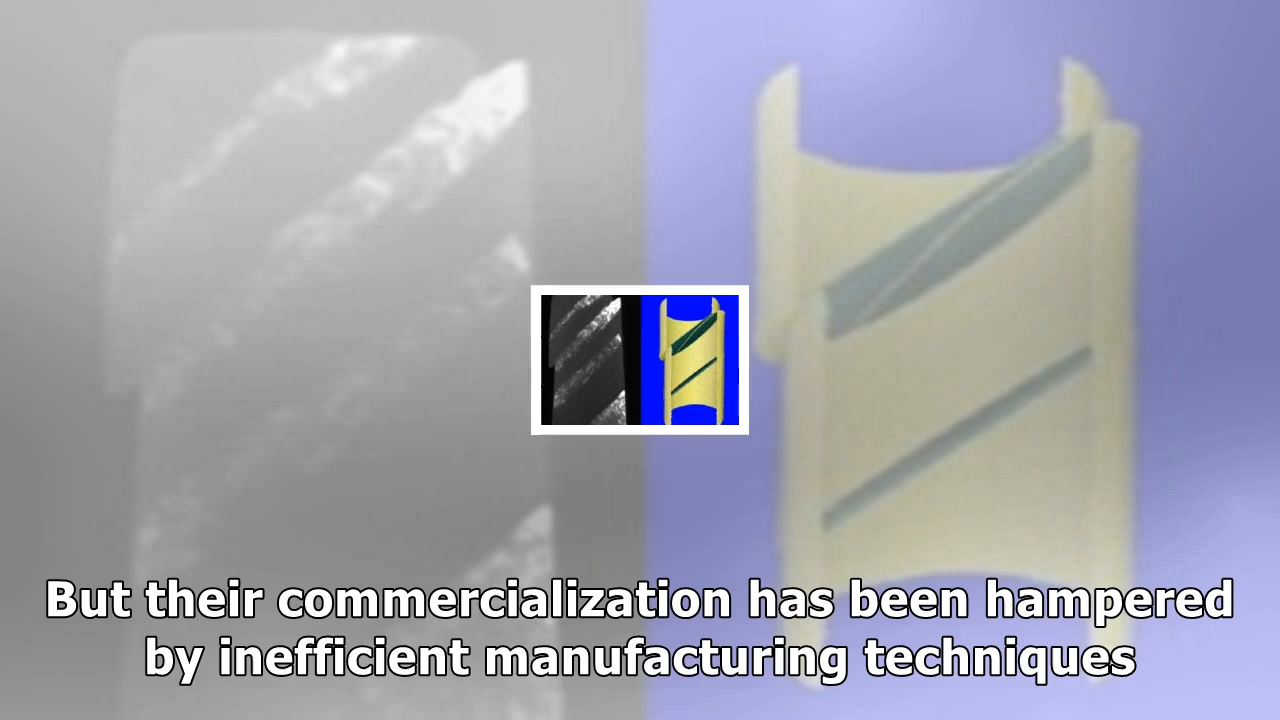 But their commercialization has been hampered
by inefficient manufacturing techniques